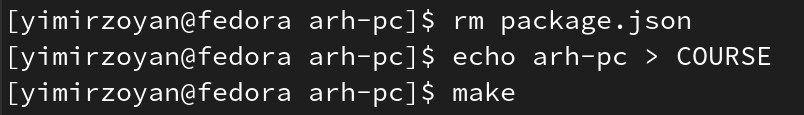 [yimirzoyan@fedora arh-pc]$ rm package.json
[yimirzoyan@fedora arh-pc]$ echo arh-pc > COURSE
[yimirzoyan@fedora arh-pc]$ make